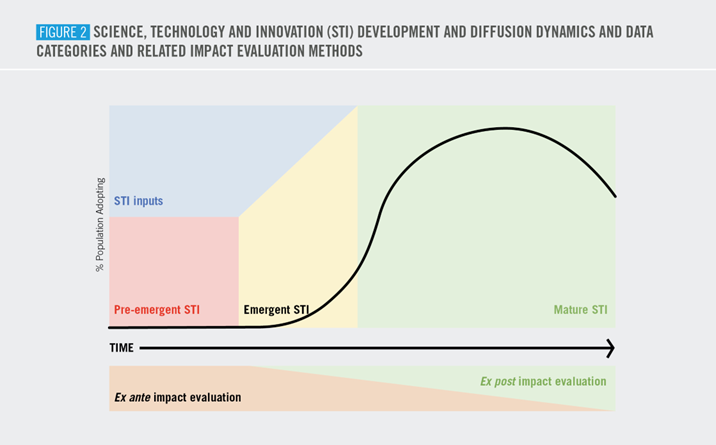 FIGURE 2 SCIENCE, TECHNOLOGY AND INNOVATION (STI) DEVELOPMENT AND DIFFUSION DYNAMICS AND DATA
CATEGORIES AND RELATED IMPACT EVALUATION METHODS
% Population Adopting
STI inputs
Pre-emergent STI
Emergent STI
Mature STI
TIME
Ex post impact evaluation
Ex ante impact evaluation